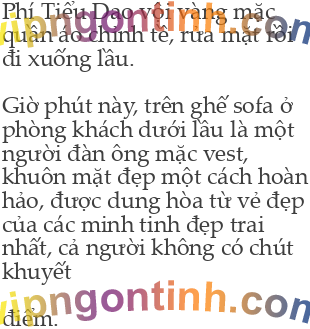 Phí Tiểu Dao vội vàng mặc
quần áo chỉnh tề, rửa mặt rồi
đi xuống lầu.
Giờ phút này, trên ghế sofa ở
phòng khách dưới lầu là một
người đàn ông mặc vest,
khuôn mặt đẹp một cách hoàn
hảo, được dung hòa từ vẻ đẹp
của các minh tinh đẹp trai
nhất, cả người không có chút
khuyết
vipngontinh.com
điểm.